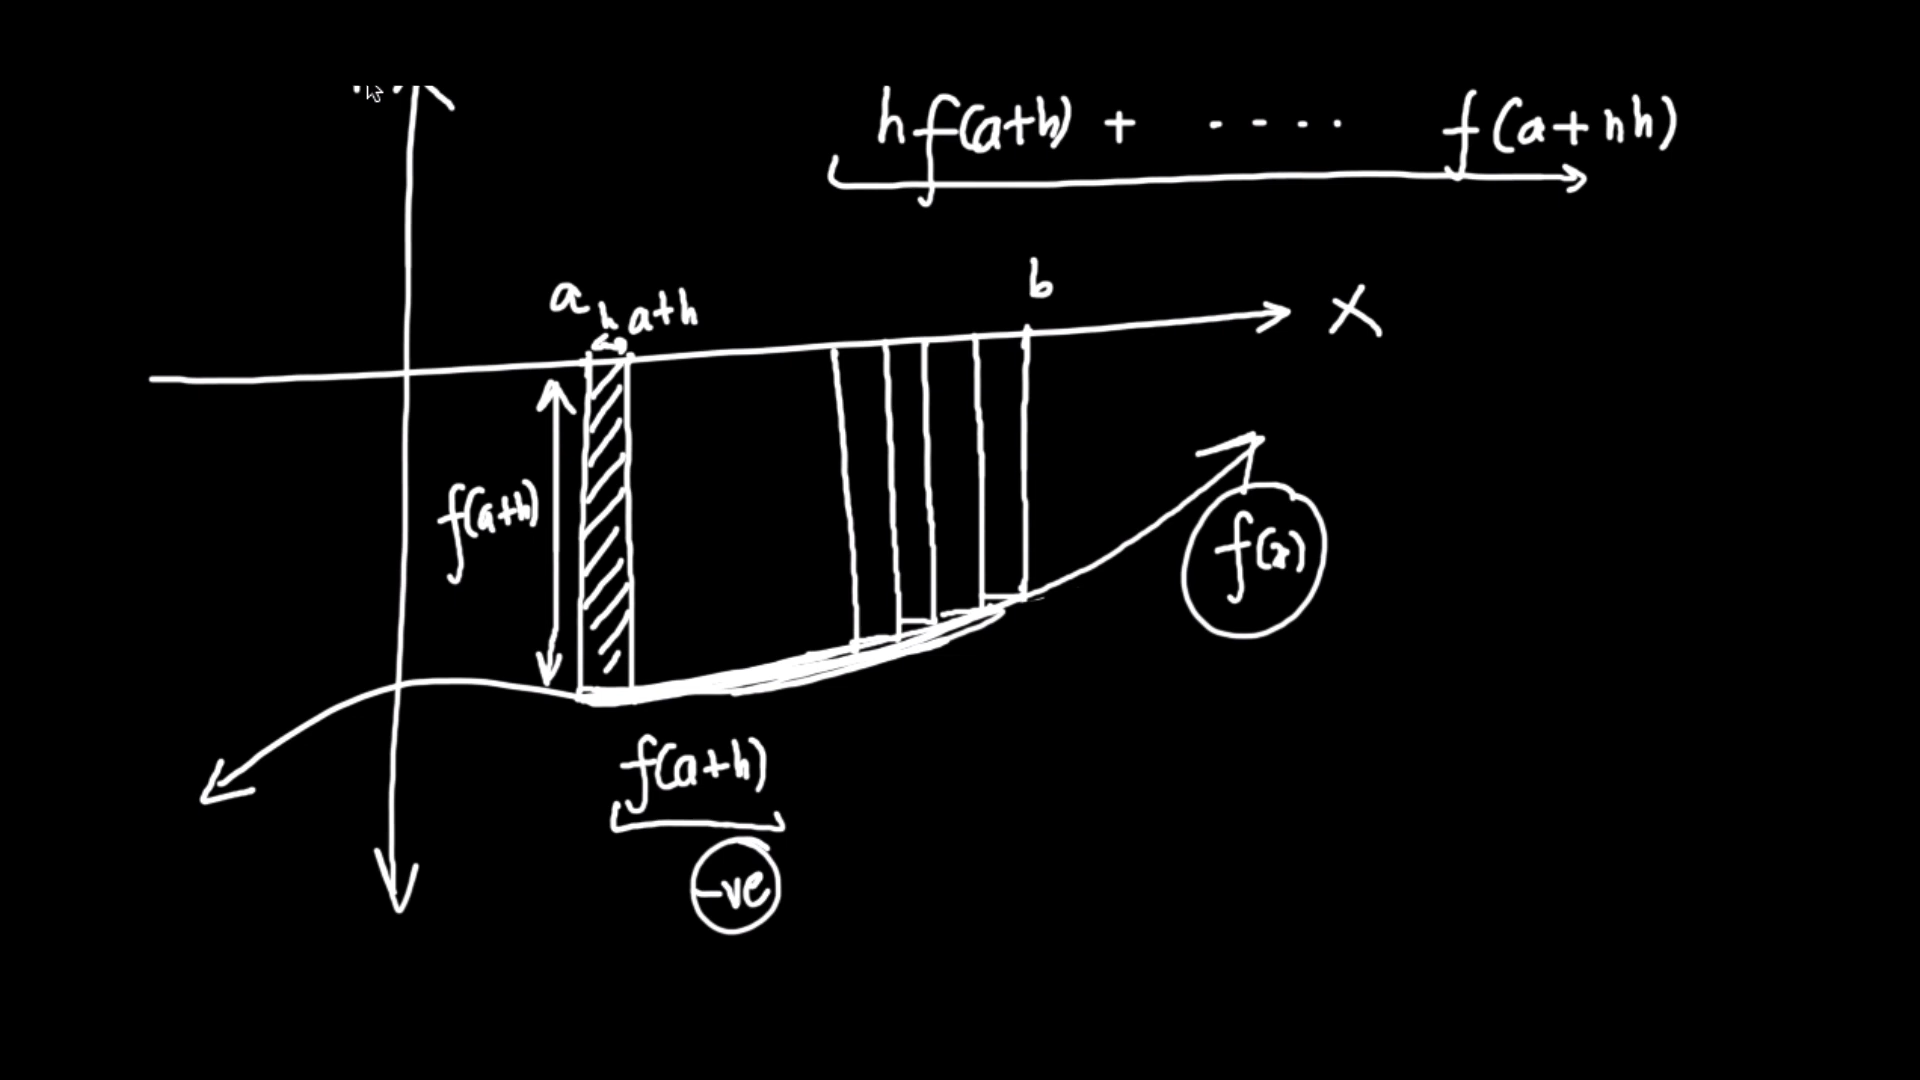 hf(a+h) + ---- f(a+nh)
b
a h a+h
X
f(a+h)
f(x)
f(a+h)
-ve